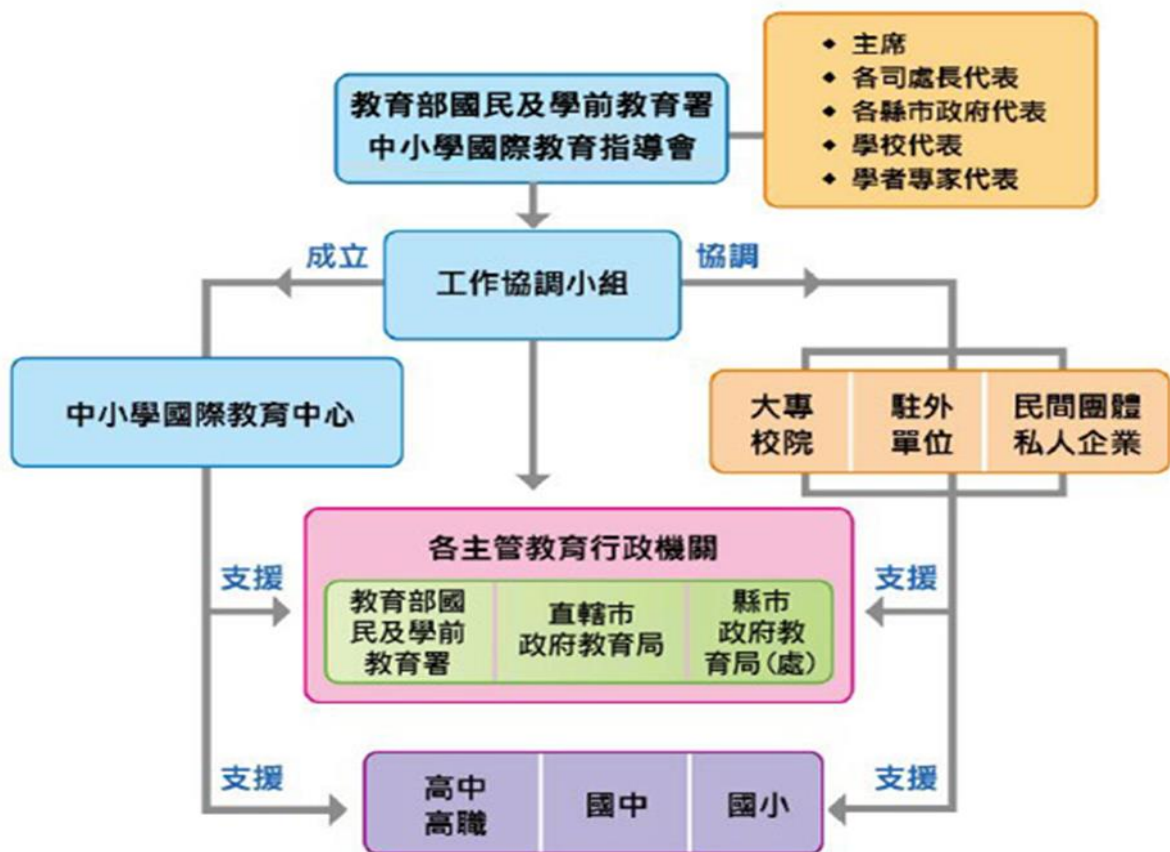 教育部國民及學前教育署
中小學國際教育指導會
◆ 主席
◆ 各司處長代表
◆ 各縣市政府代表
◆ 學校代表
◆ 學者專家代表
成立
工作協調小組
協調
中小學國際教育中心
大專
校院
駐外
單位
民間團體
私人企業
各主管教育行政機關
支援
支援
教育部國
民及學前
教育署
直轄市
政府教育局
縣市
政府教
育局(處)
支援
支援
高中
高職
國中
國小